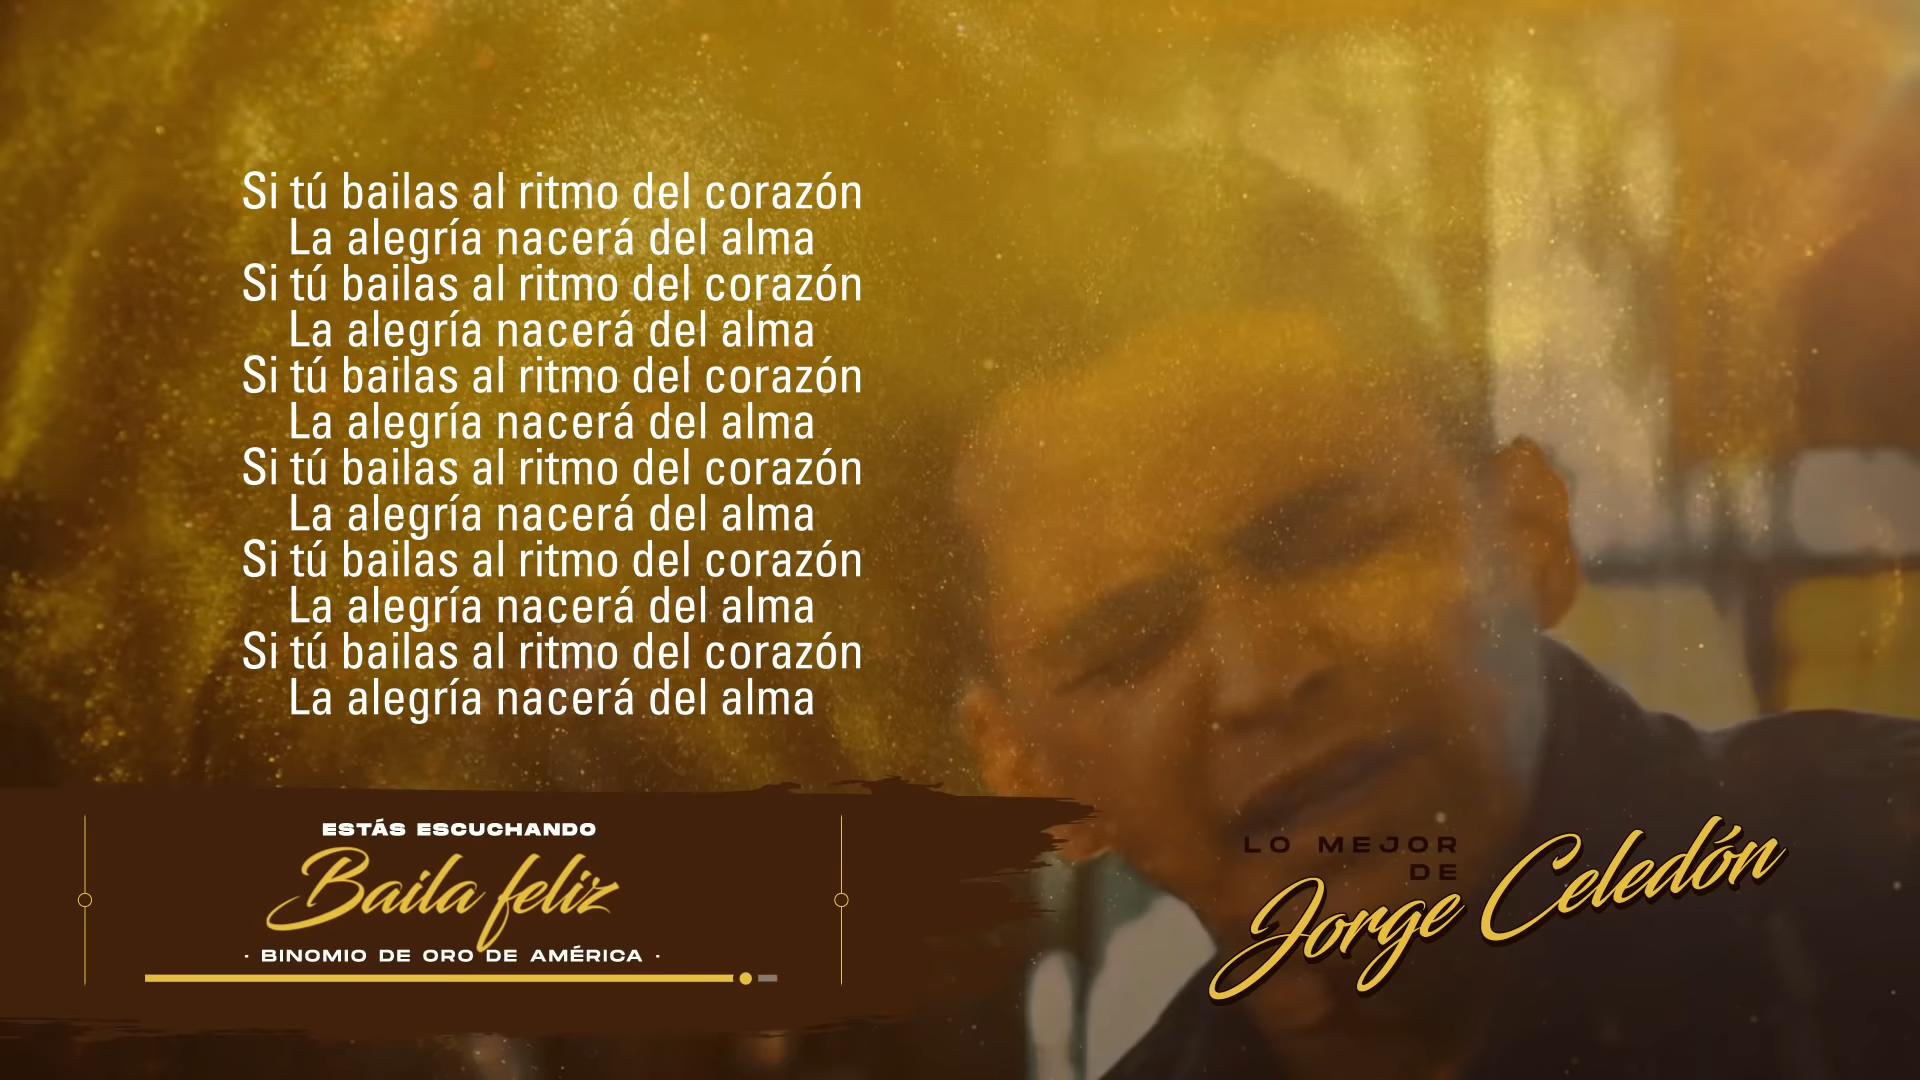 Si tú bailas al ritmo del corazón
La alegría nacerá del alma
Si tú bailas al ritmo del corazón
La alegría nacerá del alma
Si tú bailas al ritmo del corazón
La alegría nacerá del alma
Si tú bailas al ritmo del corazón
La alegría nacerá del alma
Si tú bailas al ritmo del corazón
La alegría nacerá del alma
Si tú bailas al ritmo del corazón
La alegría nacerá del alma
ESTÁS ESCUCHANDO
Baila feliz
· BINOMIO DE ORO DE AMÉRICA ·
LO MEJOR
DE
Jorge Celedón